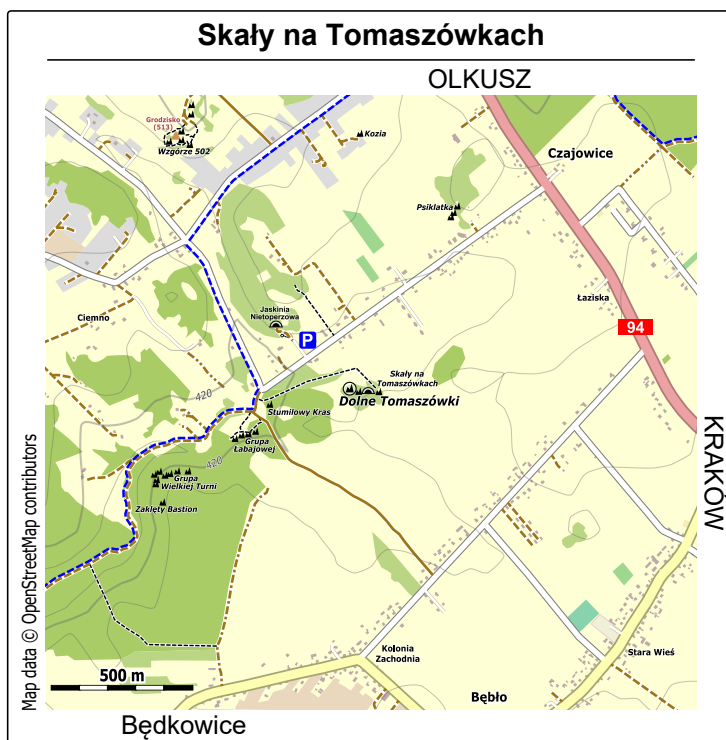 Skały na Tomaszówkach
OLKUSZ
Grodzisko
(513)
Wzgórze 502
Kozia
Czajowice
Psiklatka
Łaziska
Jaskinia
Nietoperzowa
P
Ciemno
94
Skały na
Tomaszówkach
Dolne Tomaszówki
420
Stumilowy Kras
Grupa
Łabajowej
420
Grupa
Wielkiej Turni
Zaklęty Bastion
KRAKÓW
Map data © OpenStreetMap contributors
Kolonia
Zachodnia
Stara Wieś
500 m
Bębło
Będkowice